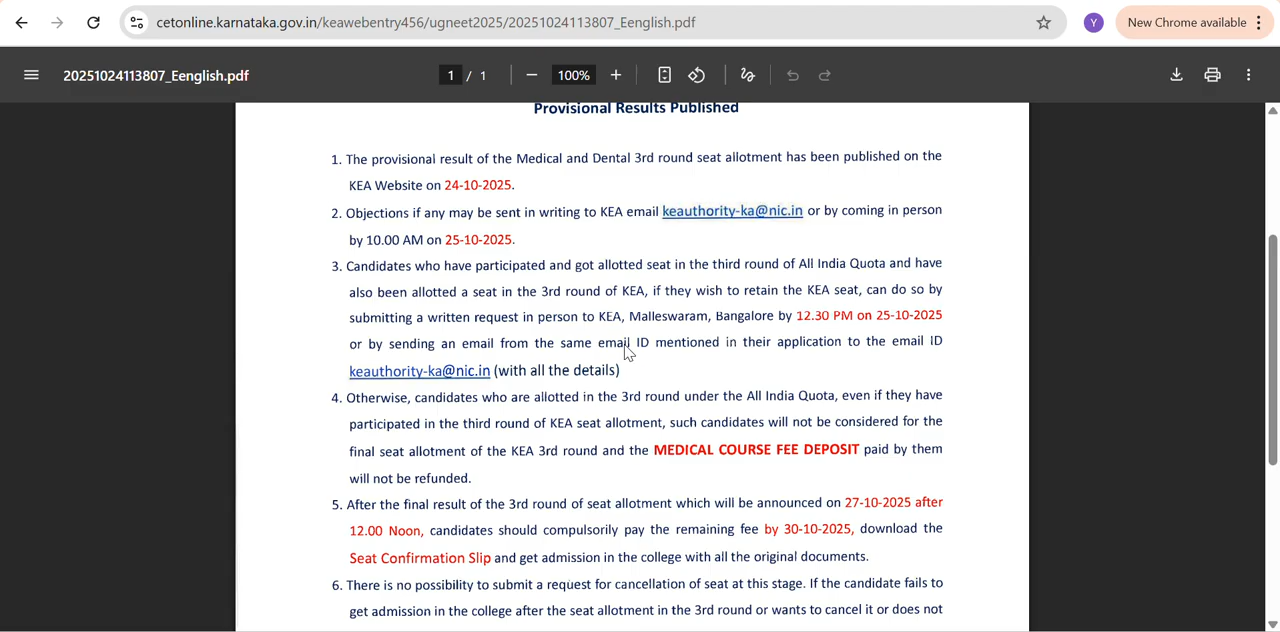 cetonline.karnataka.gov.in/keawebentry456/ugneet2025/20251024113807_Eenglish.pdf
Y
New Chrome available
20251024113807_Eenglish.pdf
1 / 1
100%
Provisional Results Published
1. The provisional result of the Medical and Dental 3rd round seat allotment has been published on the
KEA Website on 24-10-2025.
2. Objections if any may be sent in writing to KEA email keauthority-ka@nic.in or by coming in person
by 10.00 AM on 25-10-2025.
3. Candidates who have participated and got allotted seat in the third round of All India Quota and have
also been allotted a seat in the 3rd round of KEA, if they wish to retain the KEA seat, can do so by
submitting a written request in person to KEA, Malleswaram, Bangalore by 12.30 PM on 25-10-2025
or by sending an email from the same email ID mentioned in their application to the email ID
keauthority-ka@nic.in (with all the details)
4. Otherwise, candidates who are allotted in the 3rd round under the All India Quota, even if they have
participated in the third round of KEA seat allotment, such candidates will not be considered for the
final seat allotment of the KEA 3rd round and the MEDICAL COURSE FEE DEPOSIT paid by them
will not be refunded.
5. After the final result of the 3rd round of seat allotment which will be announced on 27-10-2025 after
12.00 Noon, candidates should compulsorily pay the remaining fee by 30-10-2025, download the
Seat Confirmation Slip and get admission in the college with all the original documents.
6. There is no possibility to submit a request for cancellation of seat at this stage. If the candidate fails to
get admission in the college after the seat allotment in the 3rd round or wants to cancel it or does not